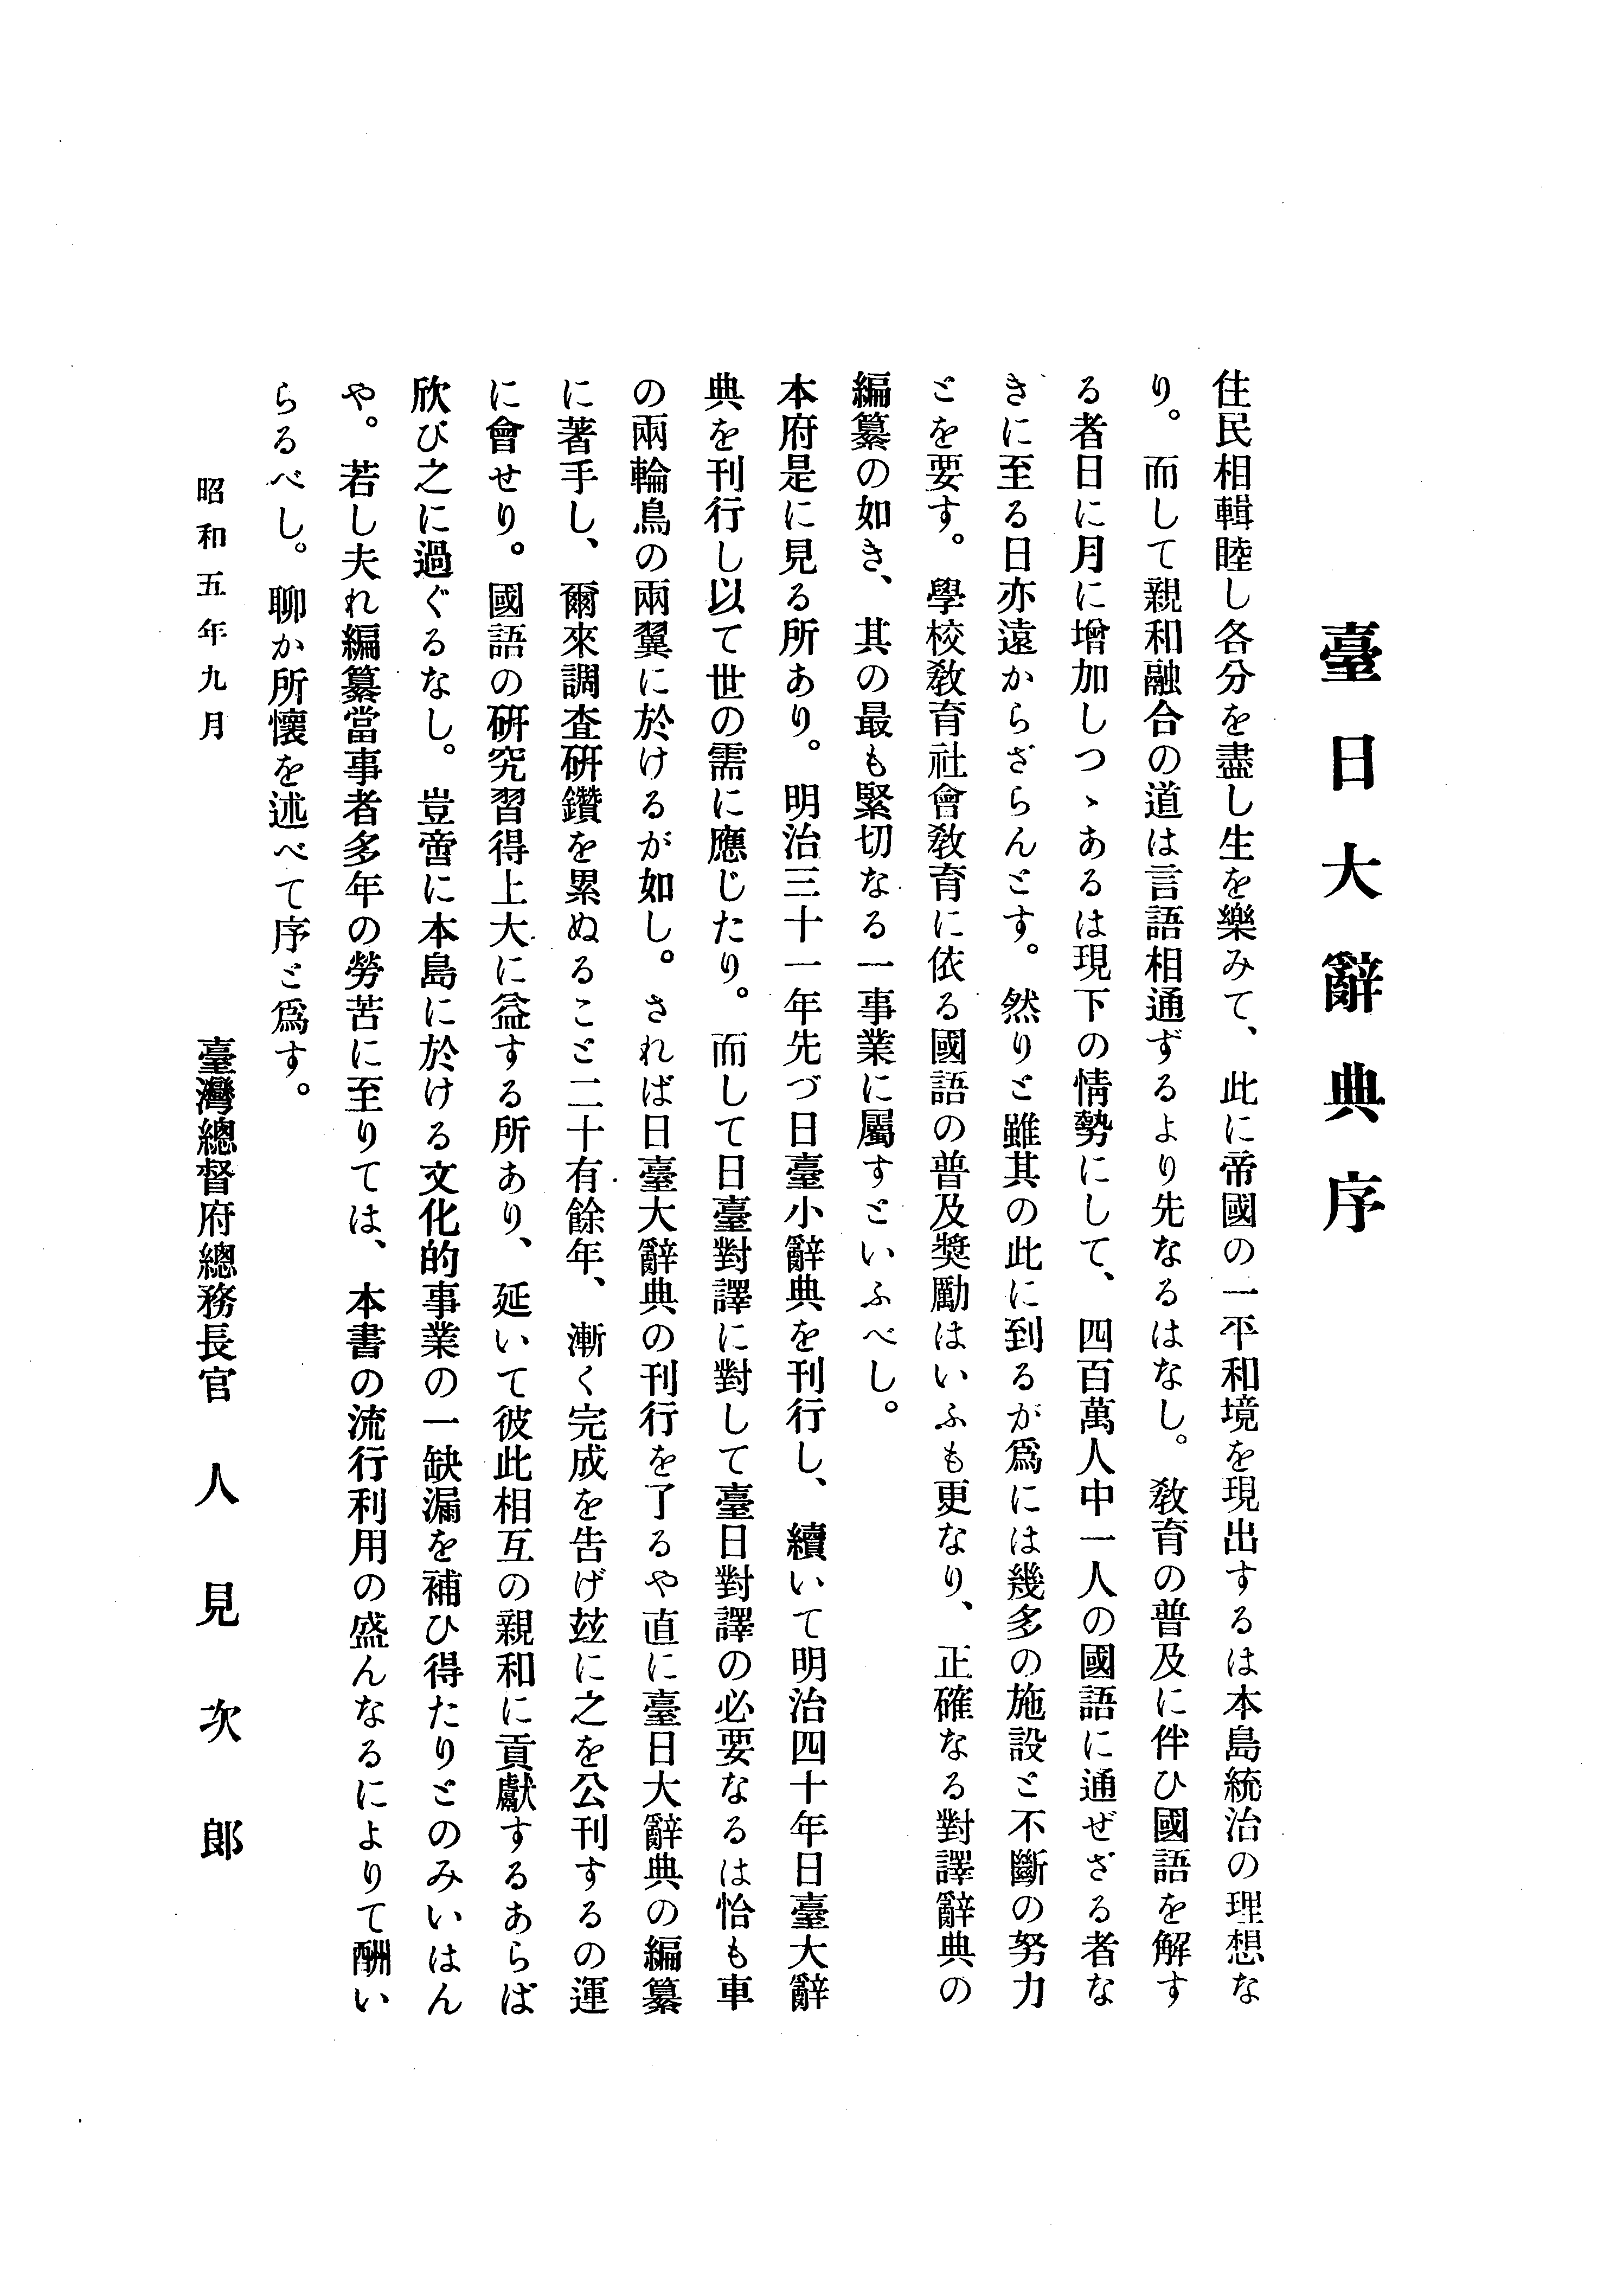 臺日大辭典序
住民相輯睦し各分を盡し生を樂みて、此に帝國の一平和境を現出するは本島統治の理想な
り。而して親和融合の道は言語相通ずるより先なるはなし。敎育の普及に伴ひ國語を解す
る者日に月に增加しつゝあるは現下の情勢にして、四百萬人中一人の國語に通ぜざる者な
きに至る日亦遠からざらんとす。然りと雖其の此に到るが爲には幾多の施設と不斷の努力
とを要す。學校敎育社會敎育に依る國語の普及奬勵はいふも更なり、正確なる對譯辭典の
編纂の如き、其の最も緊切なる一事業に屬すといふべし。
本府是に見る所あり。明治三十一年先づ日臺小辭典を刊行し、續いて明治四十年日臺大辭
典を刊行し以て世の需に應じたり。而して日臺對譯に對して臺日對譯の必要なるは恰も車
の兩輪鳥の兩翼に於けるが如し。されば日臺大辭典の刊行を了るや直に臺日大辭典の編纂
に著手し、爾來調査硏鑽を累ぬること二十有餘年、漸く完成を告げ玆に之を公刊するの運
に會せり。國語の硏究習得上大に益する所あり、延いて彼此相互の親和に貢獻するあらば
欣び之に過ぐるなし。豈啻に本島に於ける文化的事業の一缺漏を補ひ得たりとのみいはん
や。若し夫れ編纂當事者多年の勞苦に至りては、本書の流行利用の盛んなるによりて酬い
らるべし。聊か所懷を述べて序と爲す。
昭和五年九月
臺灣總督府總務長官 人見次郎